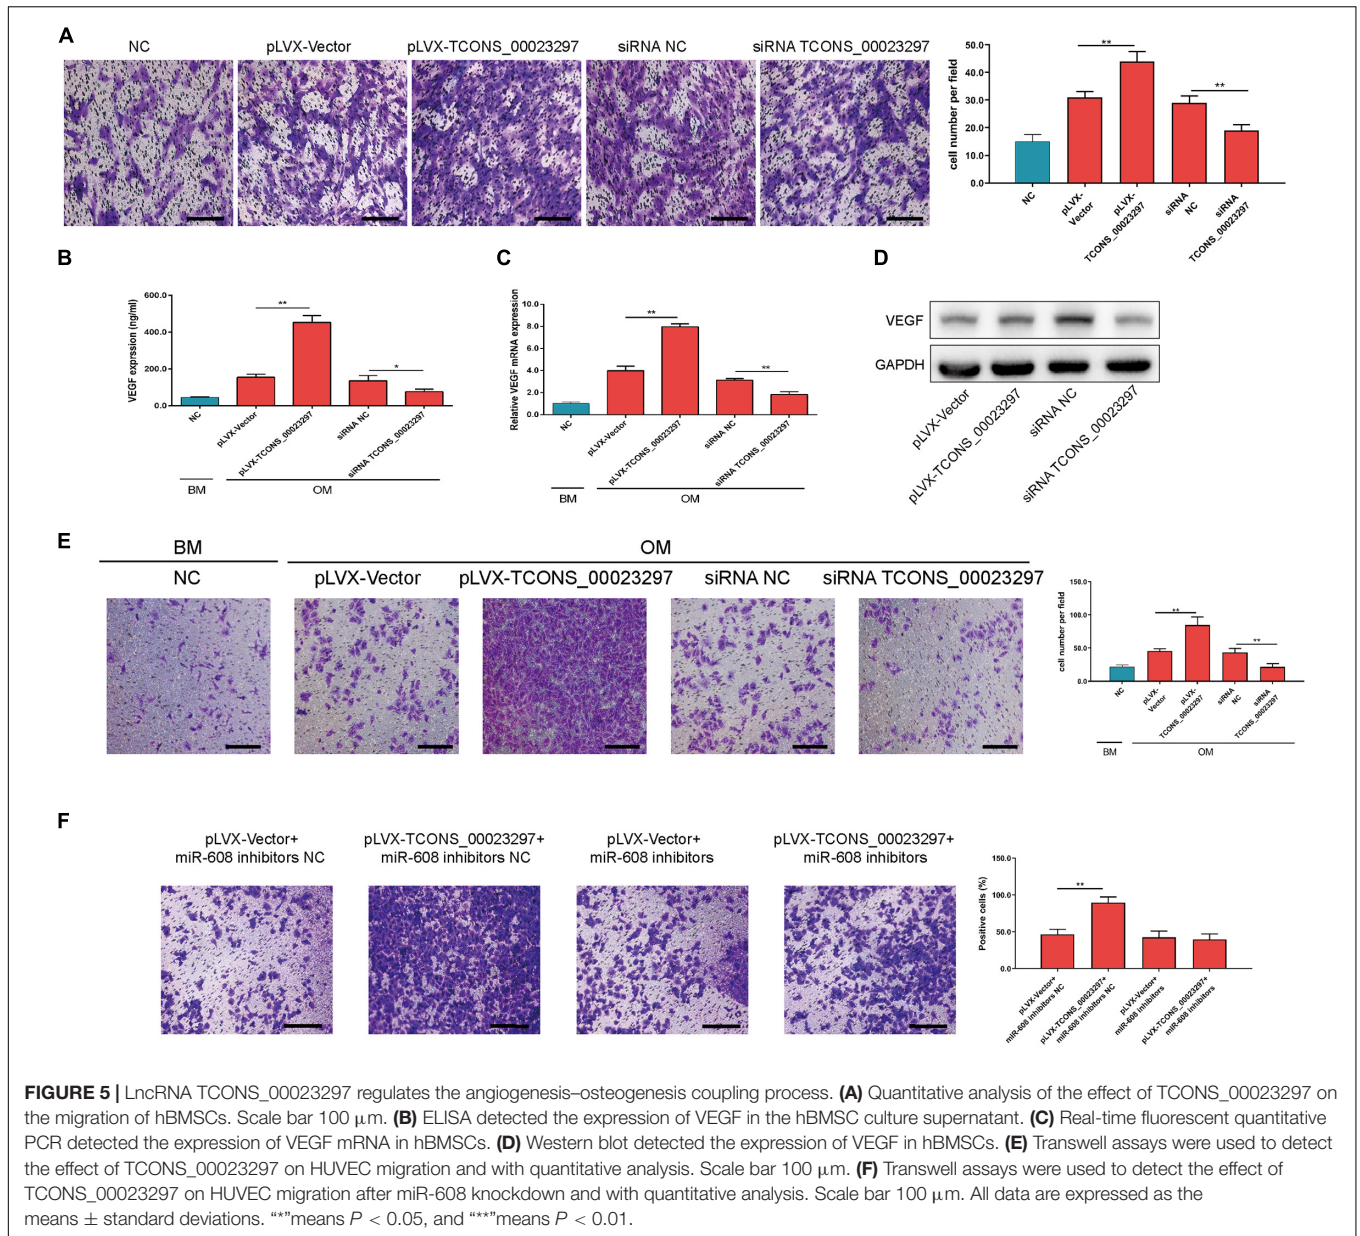 A
NC
pLVX-Vector
pLVX-TCONS_00023297
siRNA NC
siRNA TCONS_00023297
cell number per field
50.0
40.0
30.0
20.0
10.0
0.0
**
**
NC
pLVX-
Vector
pLVX-
TCONS_00023297
siRNA
NC
siRNA
TCONS_00023297
B
VEGF exprssion (ng/ml)
600.0
400.0
200.0
0.0
**
*
NC
pLVX-Vector
pLVX-TCONS_00023297
siRNA NC
siRNA TCONS_00023297
BM
OM
C
Relative VEGF mRNA expression
10.0
8.0
6.0
4.0
2.0
0.0
**
**
NC
pLVX-Vector
pLVX-TCONS_00023297
siRNA NC
siRNA TCONS_00023297
BM
OM
D
VEGF
GAPDH
pLVX-Vector
pLVX-TCONS_00023297
siRNA NC
siRNA TCONS_00023297
E
BM
OM
NC
pLVX-Vector
pLVX-TCONS_00023297
siRNA NC
siRNA TCONS_00023297
cell number per field
150.0
100.0
50.0
0.0
**
**
NC
pLVX-
Vector
pLVX-
TCONS_00023297
siRNA
NC
siRNA
TCONS_00023297
BM
OM
F
pLVX-Vector+
miR-608 inhibitors NC
pLVX-TCONS_00023297+
miR-608 inhibitors NC
pLVX-Vector+
miR-608 inhibitors
pLVX-TCONS_00023297+
miR-608 inhibitors
Positive cells (%)
150.0
100.0
50.0
0.0
**
pLVX-Vector+
miR-608 inhibitors NC
pLVX-TCONS_00023297+
miR-608 inhibitors NC
pLVX-Vector+
miR-608 inhibitors
pLVX-TCONS_00023297+
miR-608 inhibitors
FIGURE 5 | LncRNA TCONS_00023297 regulates the angiogenesis–osteogenesis coupling process. (A) Quantitative analysis of the effect of TCONS_00023297 on
the migration of hBMSCs. Scale bar 100 μm. (B) ELISA detected the expression of VEGF in the hBMSC culture supernatant. (C) Real-time fluorescent quantitative
PCR detected the expression of VEGF mRNA in hBMSCs. (D) Western blot detected the expression of VEGF in hBMSCs. (E) Transwell assays were used to detect
the effect of TCONS_00023297 on HUVEC migration and with quantitative analysis. Scale bar 100 μm. (F) Transwell assays were used to detect the effect of
TCONS_00023297 on HUVEC migration after miR-608 knockdown and with quantitative analysis. Scale bar 100 μm. All data are expressed as the
means ± standard deviations. “*”means P < 0.05, and “**”means P < 0.01.